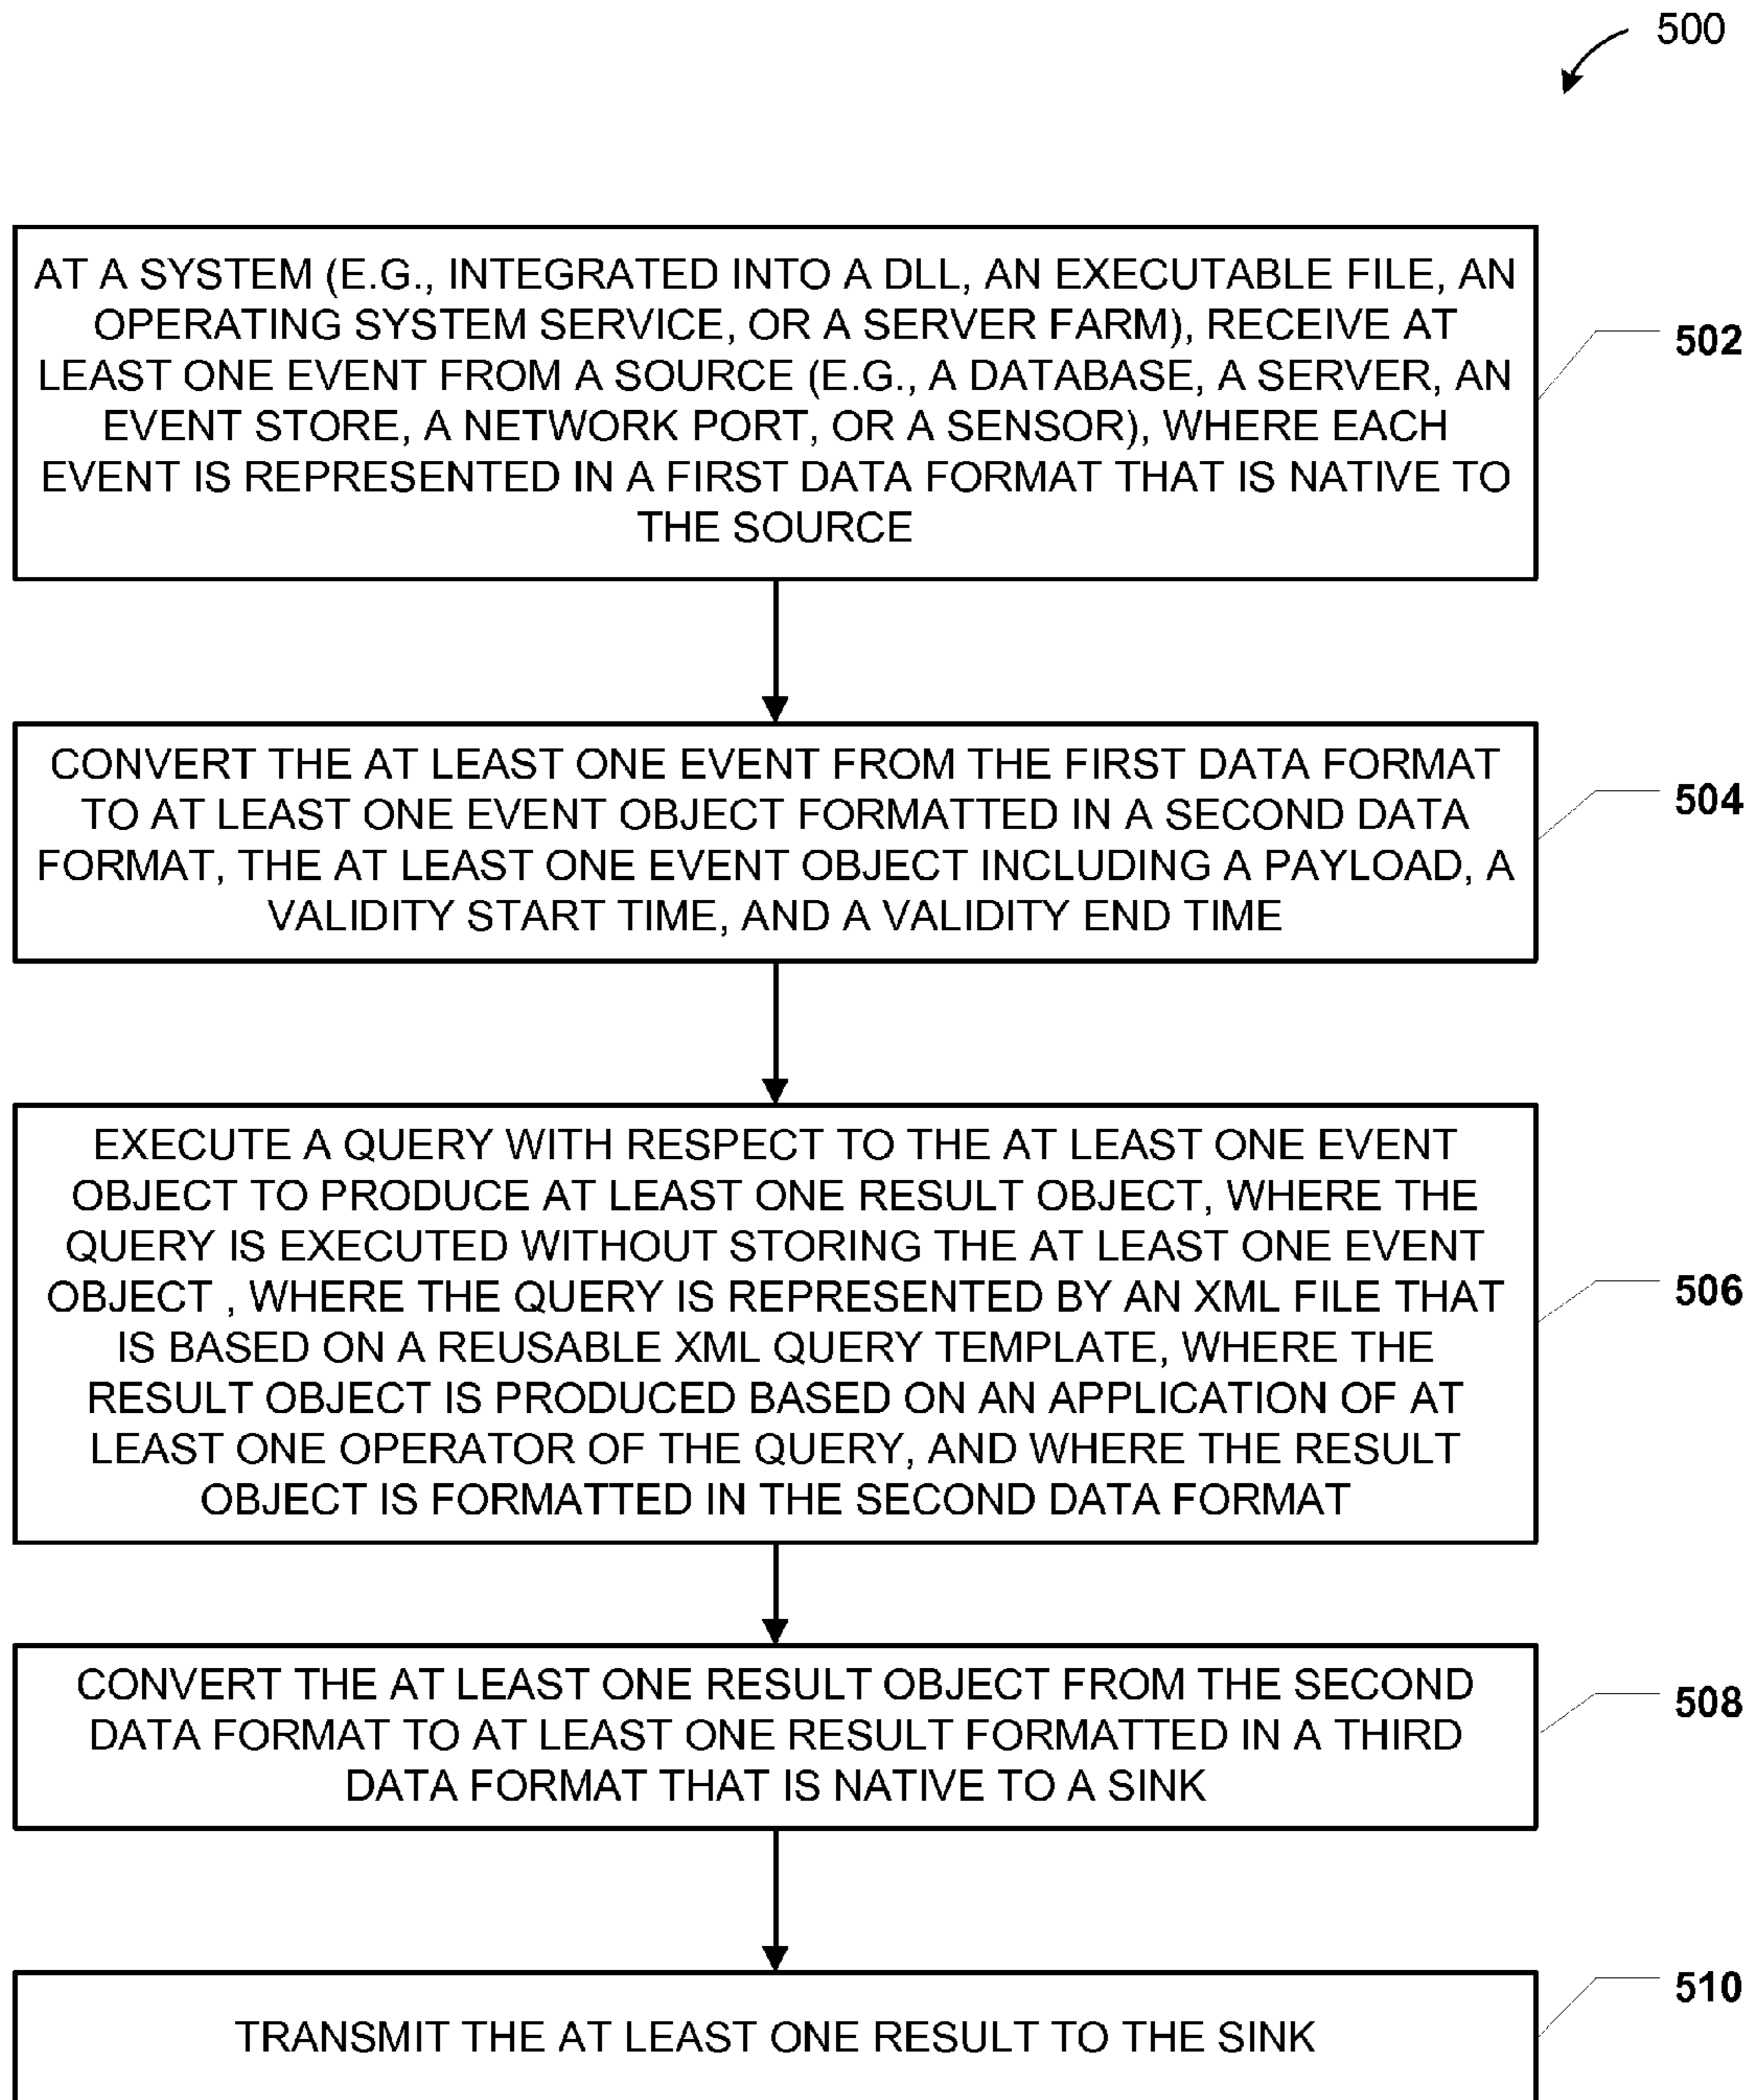 500
AT A SYSTEM (E.G., INTEGRATED INTO A DLL, AN EXECUTABLE FILE, AN
OPERATING SYSTEM SERVICE, OR A SERVER FARM), RECEIVE AT
LEAST ONE EVENT FROM A SOURCE (E.G., A DATABASE, A SERVER, AN
EVENT STORE, A NETWORK PORT, OR A SENSOR), WHERE EACH
EVENT IS REPRESENTED IN A FIRST DATA FORMAT THAT IS NATIVE TO
THE SOURCE
502
CONVERT THE AT LEAST ONE EVENT FROM THE FIRST DATA FORMAT
TO AT LEAST ONE EVENT OBJECT FORMATTED IN A SECOND DATA
FORMAT, THE AT LEAST ONE EVENT OBJECT INCLUDING A PAYLOAD, A
VALIDITY START TIME, AND A VALIDITY END TIME
504
EXECUTE A QUERY WITH RESPECT TO THE AT LEAST ONE EVENT
OBJECT TO PRODUCE AT LEAST ONE RESULT OBJECT, WHERE THE
QUERY IS EXECUTED WITHOUT STORING THE AT LEAST ONE EVENT
OBJECT , WHERE THE QUERY IS REPRESENTED BY AN XML FILE THAT
IS BASED ON A REUSABLE XML QUERY TEMPLATE, WHERE THE
RESULT OBJECT IS PRODUCED BASED ON AN APPLICATION OF AT
LEAST ONE OPERATOR OF THE QUERY, AND WHERE THE RESULT
OBJECT IS FORMATTED IN THE SECOND DATA FORMAT
506
CONVERT THE AT LEAST ONE RESULT OBJECT FROM THE SECOND
DATA FORMAT TO AT LEAST ONE RESULT FORMATTED IN A THIRD
DATA FORMAT THAT IS NATIVE TO A SINK
508
TRANSMIT THE AT LEAST ONE RESULT TO THE SINK
510